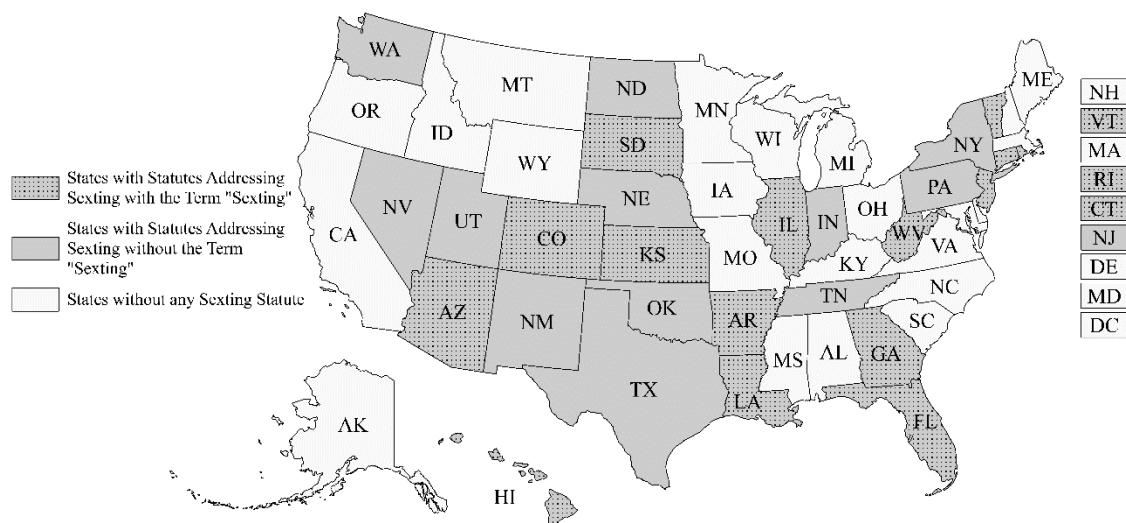 WA
MT
ND
MN
ME
OR
ID
SD
WI
NY
WY
MI
IA
PA
NE
NV
UT
IL
IN
OH
CA
CO
WV
VA
KS
MO
KY
NC
TN
AZ
NM
OK
AR
SC
MS
AL
GA
TX
LA
FL
AK
HI
States with Statutes Addressing
Sexting with the Term "Sexting"
States with Statutes Addressing
Sexting without the Term
"Sexting"
States without any Sexting Statute
NH
VT
MA
RI
CT
NJ
DE
MD
DC